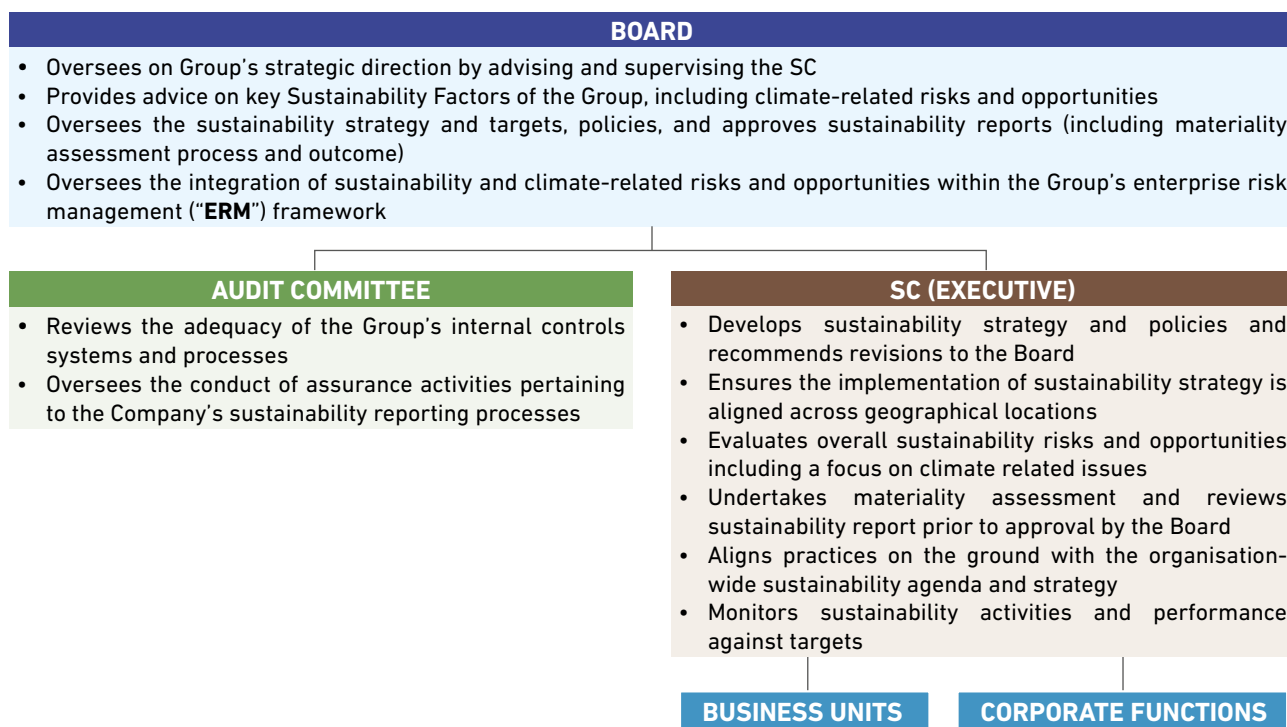 BOARD
• Oversees on Group's strategic direction by advising and supervising the SC
• Provides advice on key Sustainability Factors of the Group, including climate-related risks and opportunities
• Oversees the sustainability strategy and targets, policies, and approves sustainability reports (including materiality
assessment process and outcome)
• Oversees the integration of sustainability and climate-related risks and opportunities within the Group's enterprise risk
management (“ERM”) framework
AUDIT COMMITTEE
• Reviews the adequacy of the Group's internal controls
systems and processes
• Oversees the conduct of assurance activities pertaining
to the Company's sustainability reporting processes
SC (EXECUTIVE)
• Develops sustainability strategy and policies and
recommends revisions to the Board
• Ensures the implementation of sustainability strategy is
aligned across geographical locations
• Evaluates overall sustainability risks and opportunities
including a focus on climate related issues
• Undertakes materiality assessment and reviews
sustainability report prior to approval by the Board
• Aligns practices on the ground with the organisation-
wide sustainability agenda and strategy
• Monitors sustainability activities and performance
against targets
BUSINESS UNITS
CORPORATE FUNCTIONS